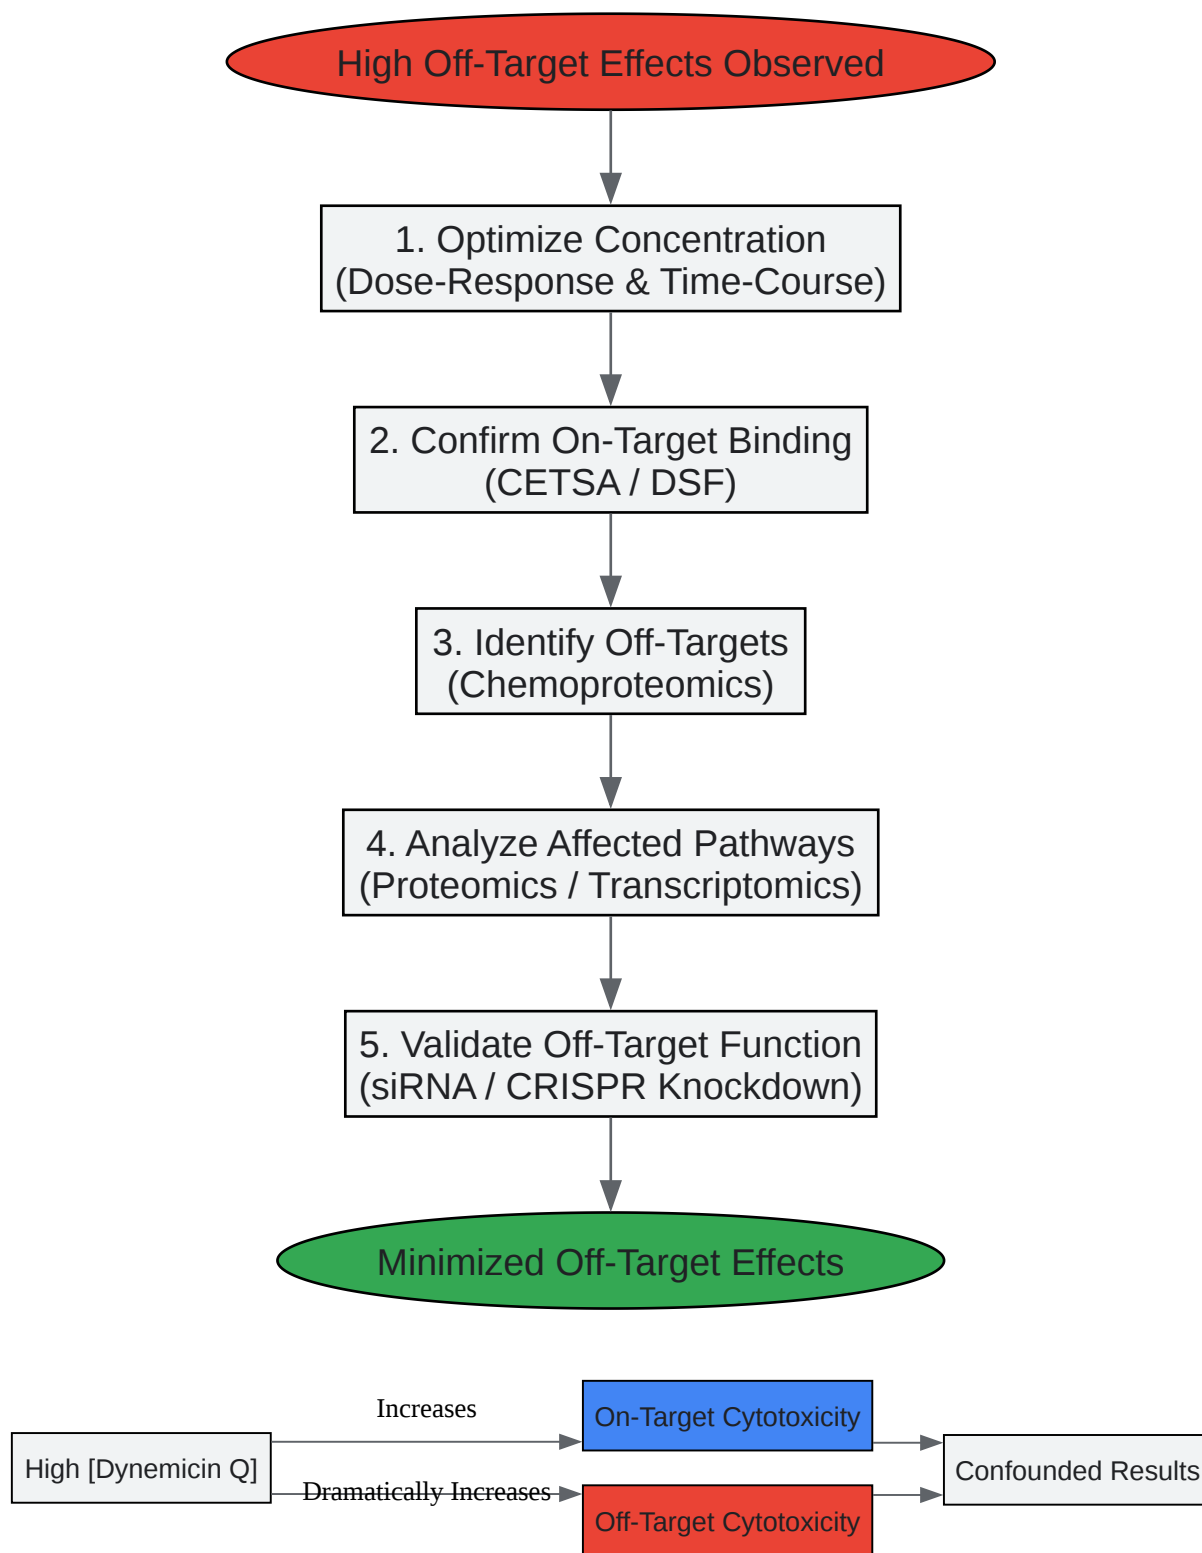 High Off-Target Effects Observed
1. Optimize Concentration
(Dose-Response & Time-Course)
2. Confirm On-Target Binding
(CETSA / DSF)
3. Identify Off-Targets
(Chemoproteomics)
4. Analyze Affected Pathways
(Proteomics / Transcriptomics)
5. Validate Off-Target Function
(siRNA / CRISPR Knockdown)
Minimized Off-Target Effects
Increases
On-Target Cytotoxicity
High [Dynemicin Q]
Confounded Results
Dramatically Increases
Off-Target Cytotoxicity